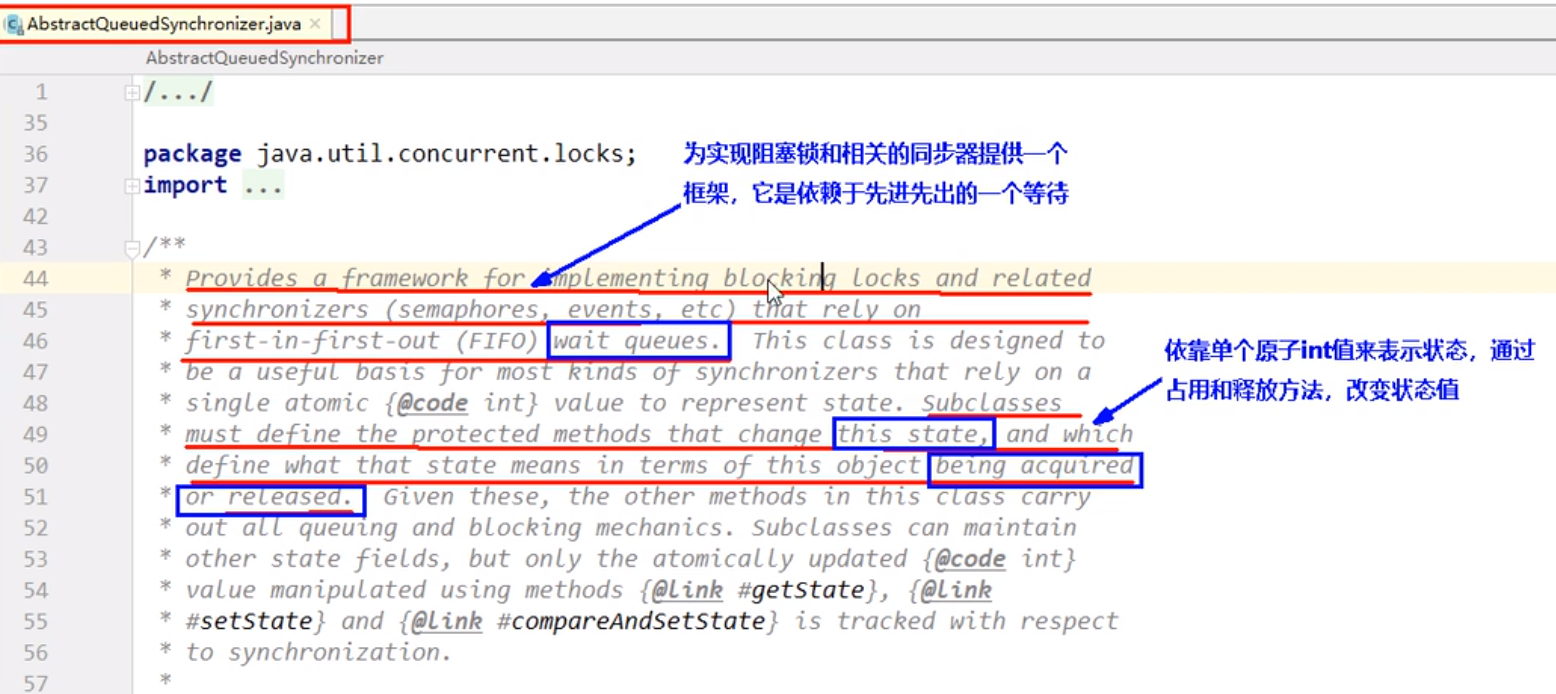 AbstractQueuedSynchronizer.java
AbstractQueuedSynchronizer
1 /.../
35
36 package java.util.concurrent.locks;
37 import ...
42
43 /**
44 * Provides a framework for implementing blocking locks and related
45 * synchronizers (semaphores, events, etc) that rely on
46 * first-in-first-out (FIFO) wait queues. This class is designed to
47 * be a useful basis for most kinds of synchronizers that rely on a
48 * single atomic {@code int} value to represent state. Subclasses
49 * must define the protected methods that change this state, and which
50 * define what that state means in terms of this object being acquired
51 * or released. Given these, the other methods in this class carry
52 * out all queuing and blocking mechanics. Subclasses can maintain
53 * other state fields, but only the atomically updated {@code int}
54 * value manipulated using methods {@link #getState}, {@link
55 * #setState} and {@link #compareAndSetState} is tracked with respect
56 * to synchronization.
57 *
为实现阻塞锁和相关的同步器提供一个
框架，它是依赖于先进先出的一个等待
依靠单个原子int值来表示状态，通过
占用和释放方法，改变状态值